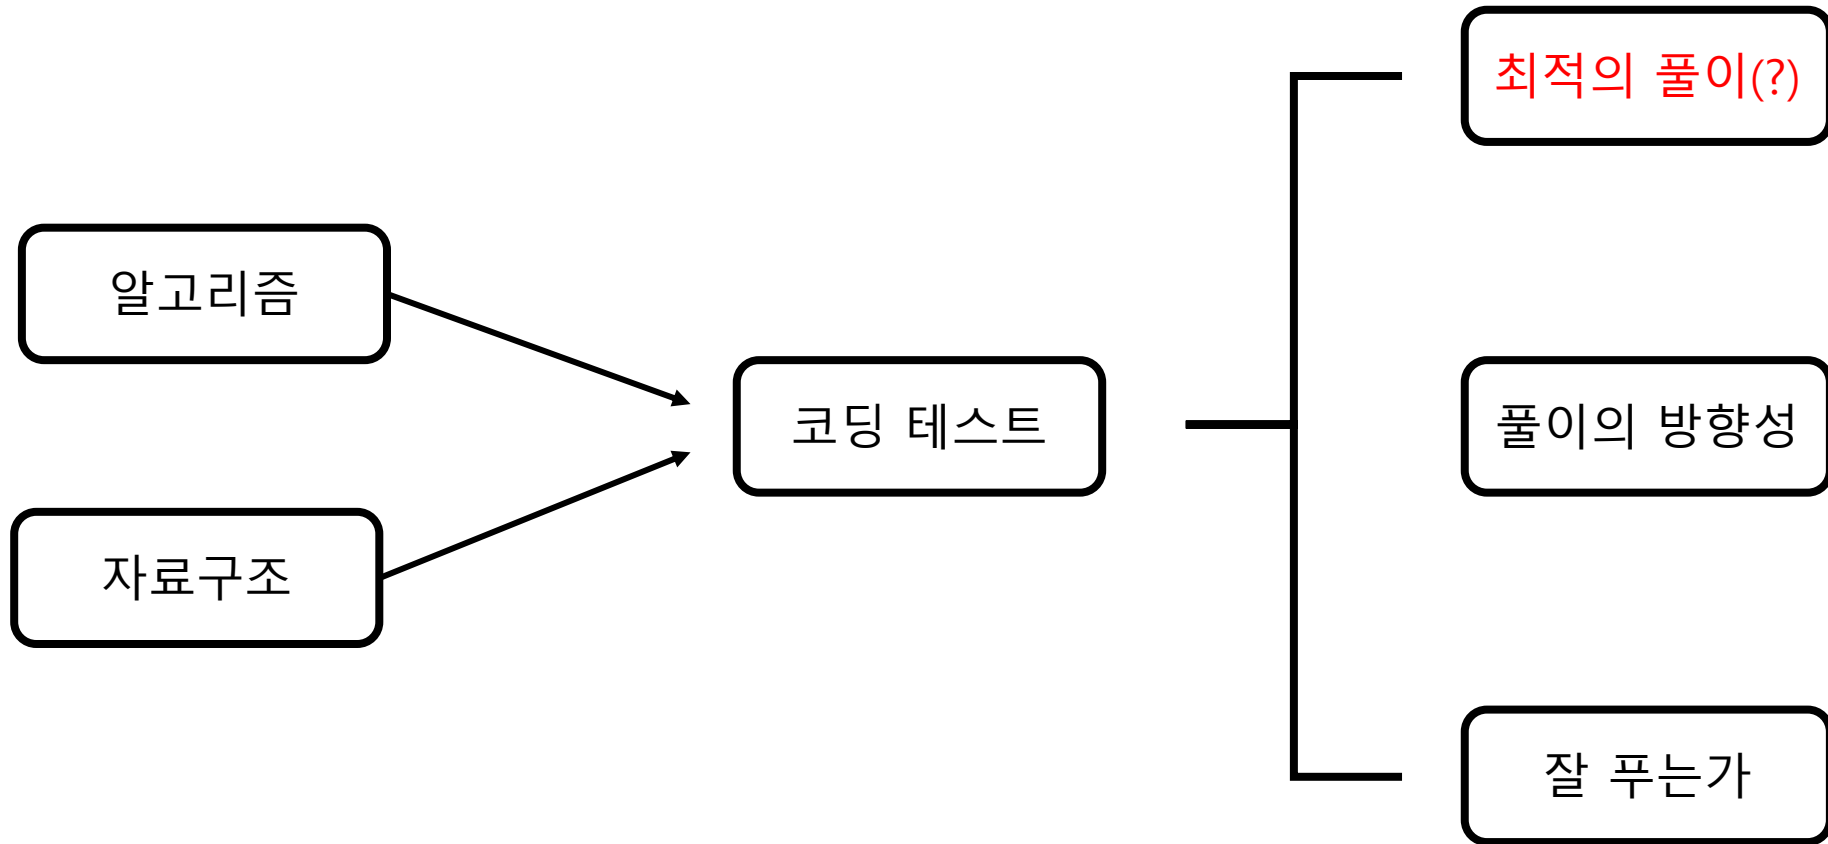 알고리즘
자료구조
코딩 테스트
최적의 풀이(?)
풀이의 방향성
잘 푸는가